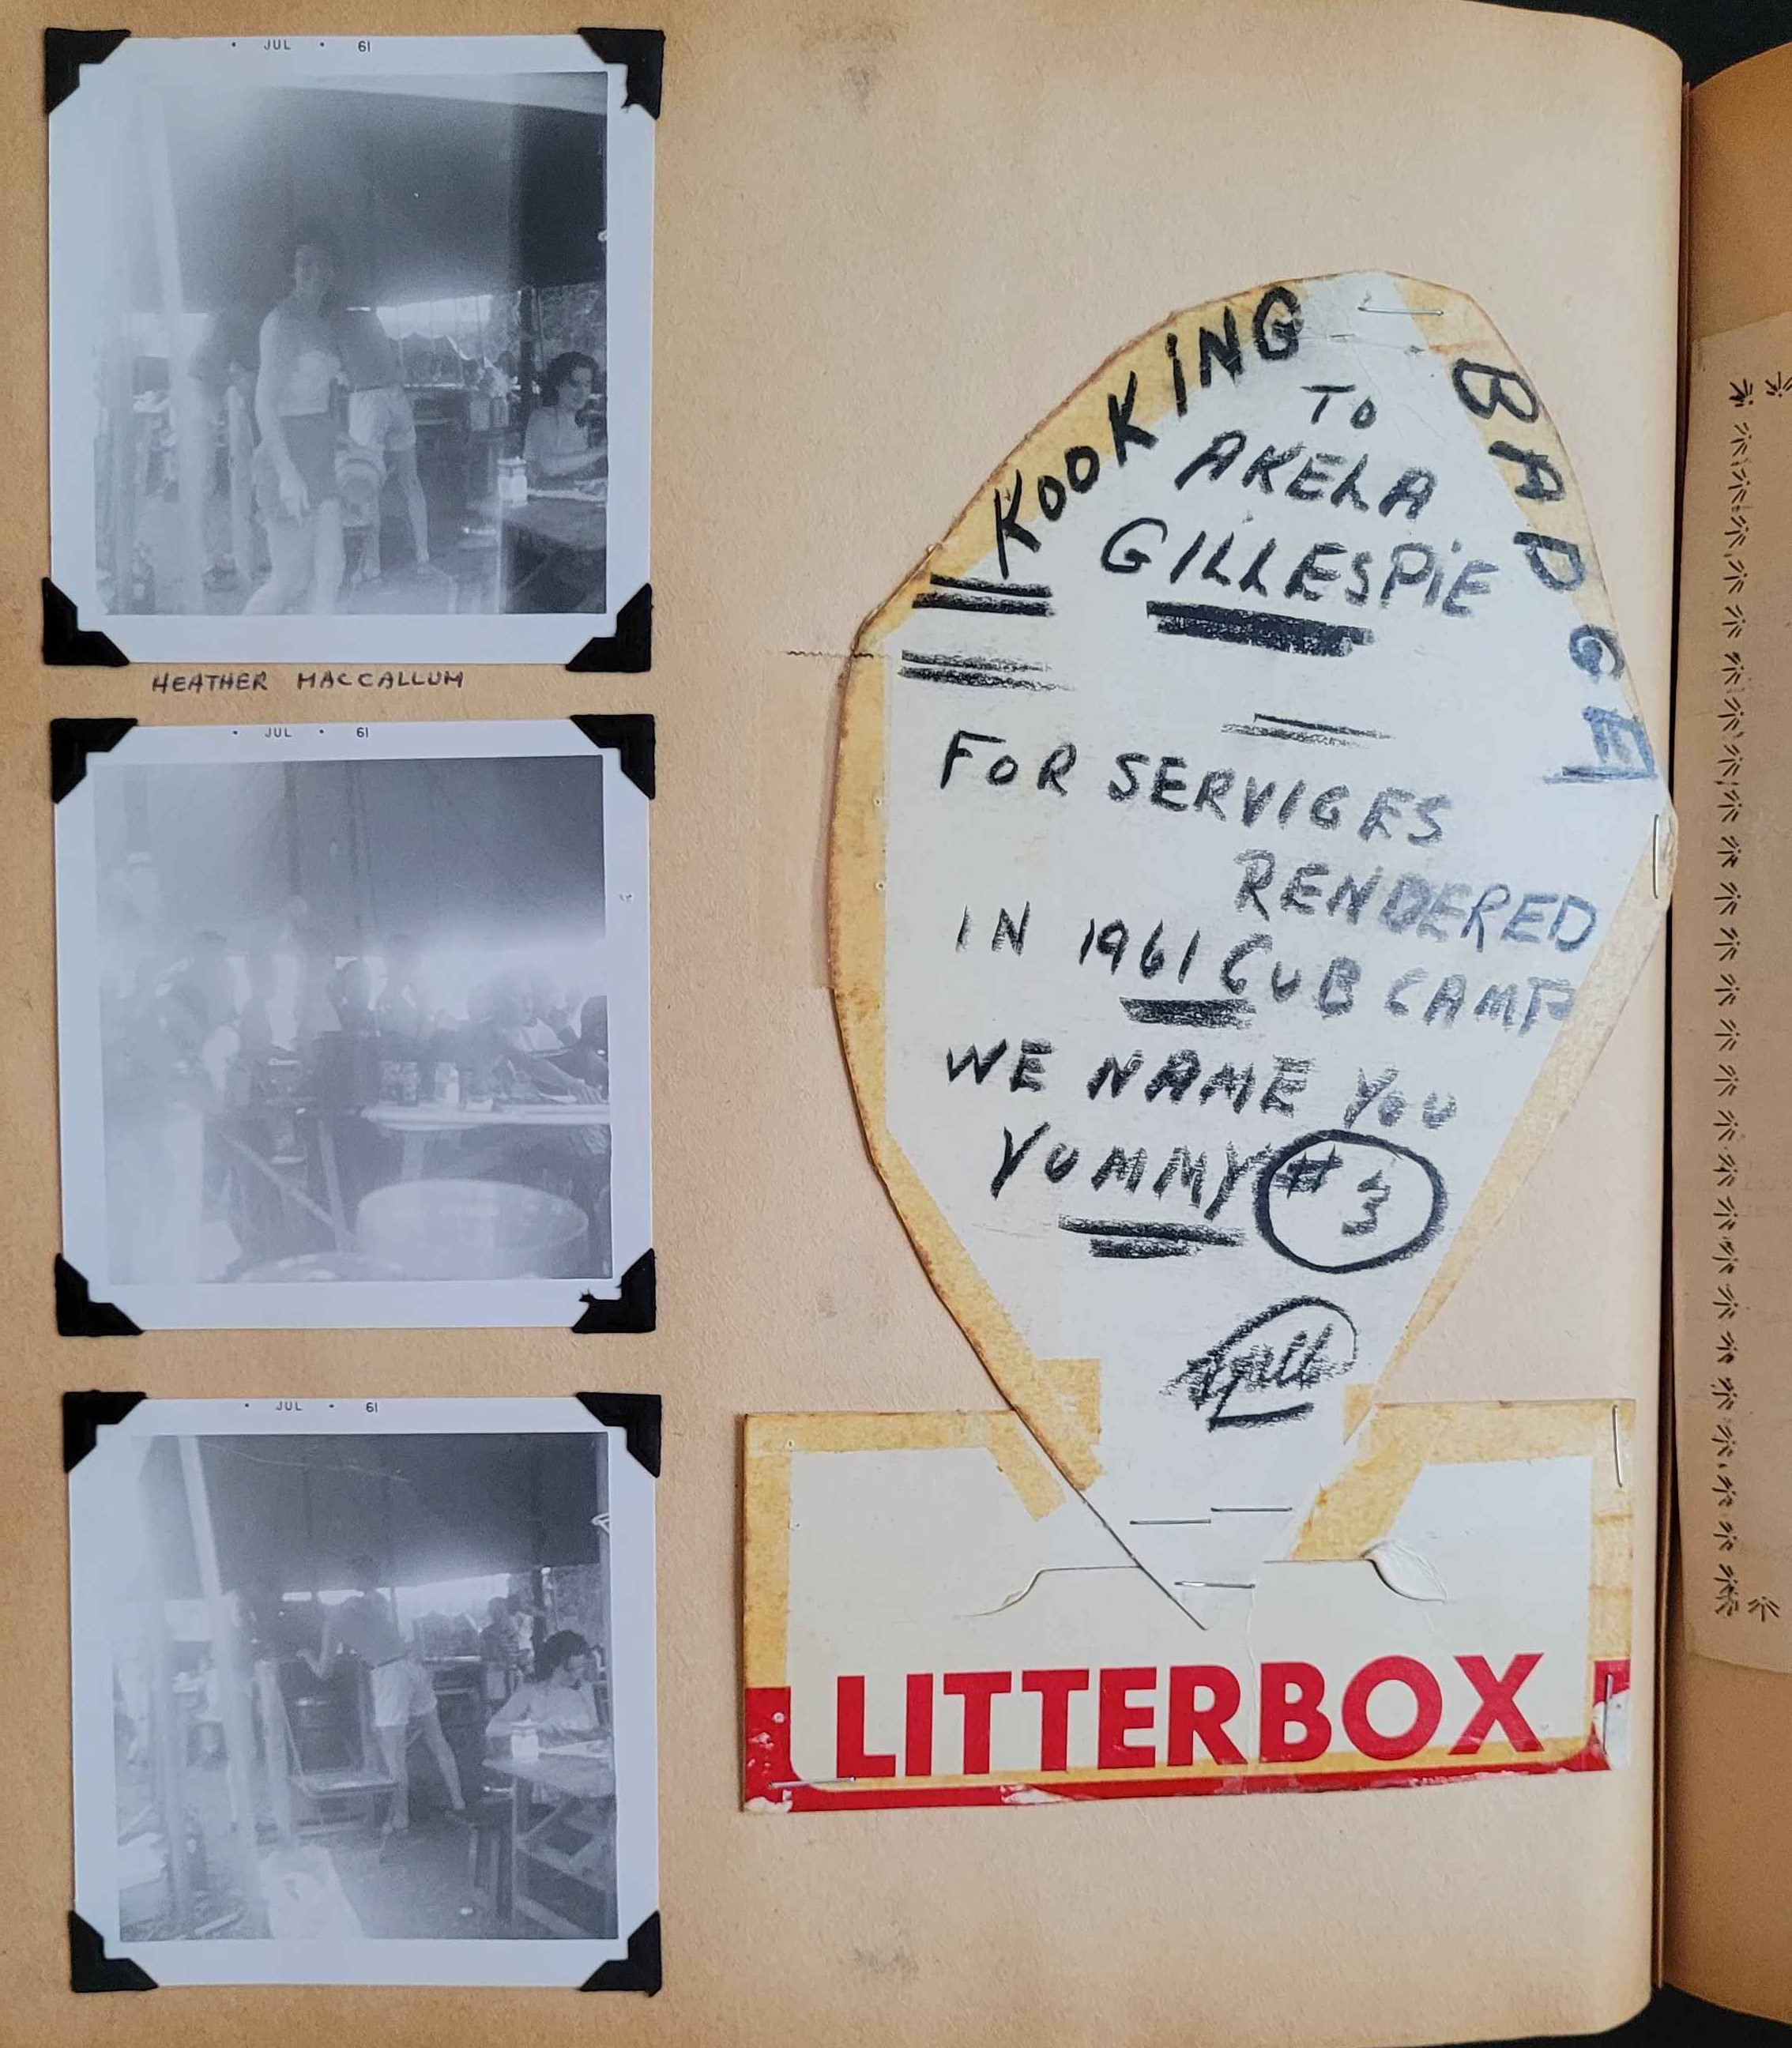 • JUL • 61
HEATHER MACCALLUM
• JUL • 61
• JUL • 61
KOOKING BADGE
TO
AKELA
GILLESPIE
FOR SERVICES
RENDERED
IN 1961 CUB CAMP
WE NAME YOU
YUMMY # 3
LITTERBOX